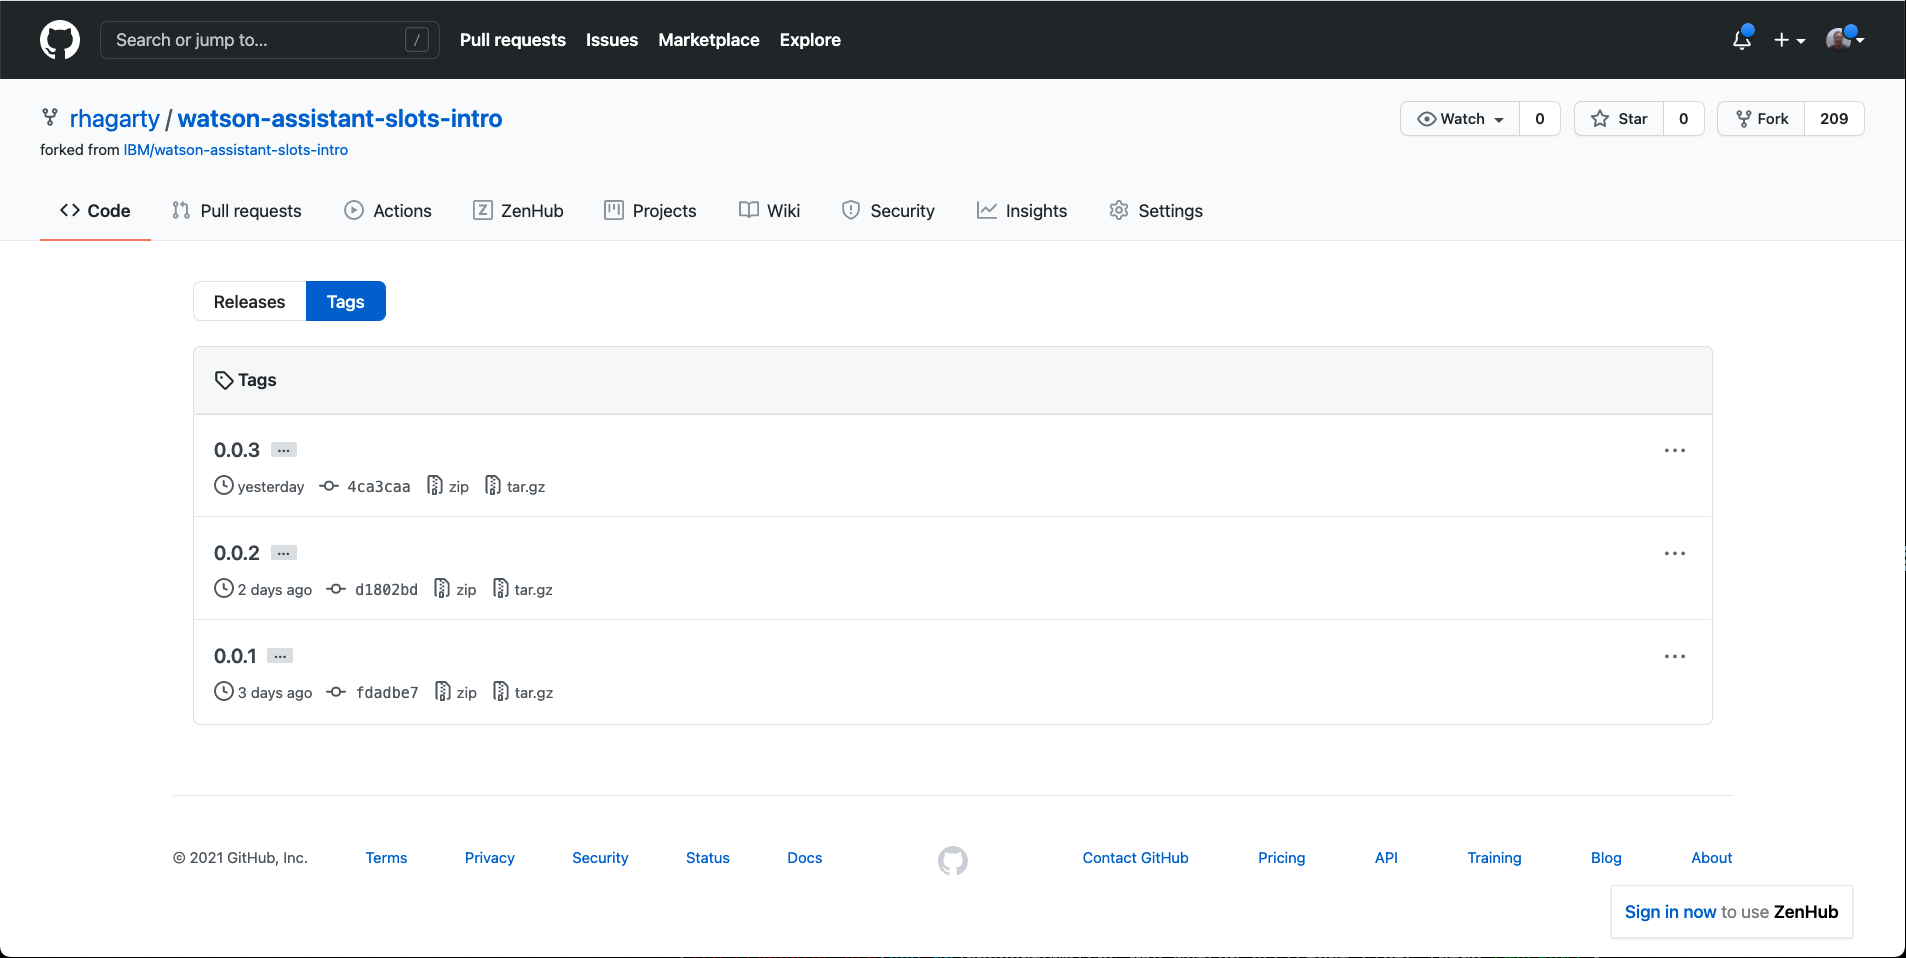 Search or jump to... / Pull requests Issues Marketplace Explore
rhagarty / watson-assistant-slots-intro Watch 0 Star 0 Fork 209
forked from IBM/watson-assistant-slots-intro
Code Pull requests Actions Z ZenHub Projects Wiki Security Insights Settings
Releases Tags
Tags
0.0.3 ... ...
yesterday 4ca3caa zip tar.gz
0.0.2 ... ...
2 days ago d1802bd zip tar.gz
0.0.1 ... ...
3 days ago fdadbe7 zip tar.gz
© 2021 GitHub, Inc. Terms Privacy Security Status Docs Contact GitHub Pricing API Training Blog About
Sign in now to use ZenHub